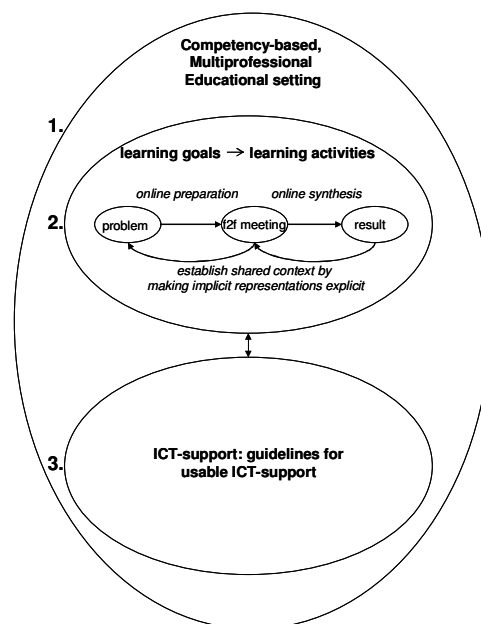 Competency-based,
Multiprofessional
Educational setting
1.
learning goals → learning activities
online preparation online synthesis
2.
problem f2f meeting result
establish shared context by
making implicit representations explicit
3.
ICT-support: guidelines for
usable ICT-support